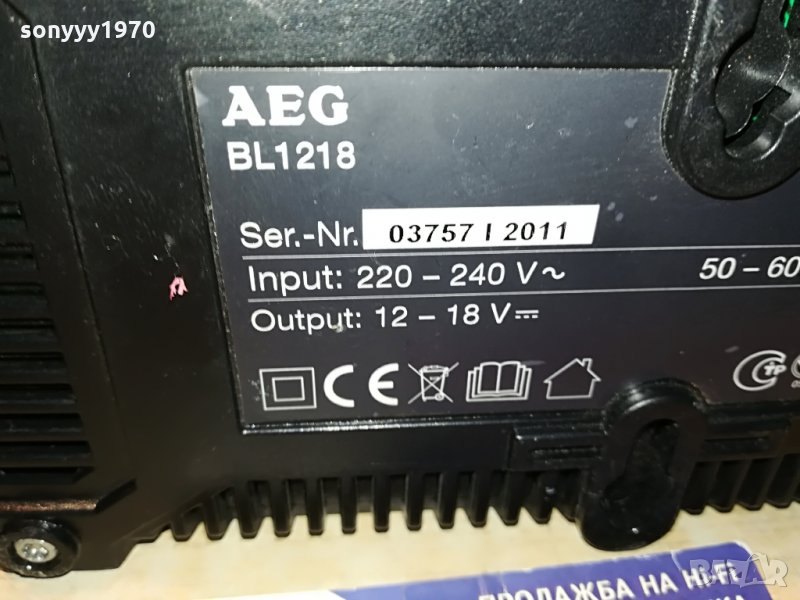 sonyyy1970
AEG
BL1218
Ser.-Nr. 03757 I 2011
Input: 220 – 240 V~ 50 – 60
Output: 12 – 18 V⎓
CE
BAZAR
ПРОДАЖБА НА HI-FI